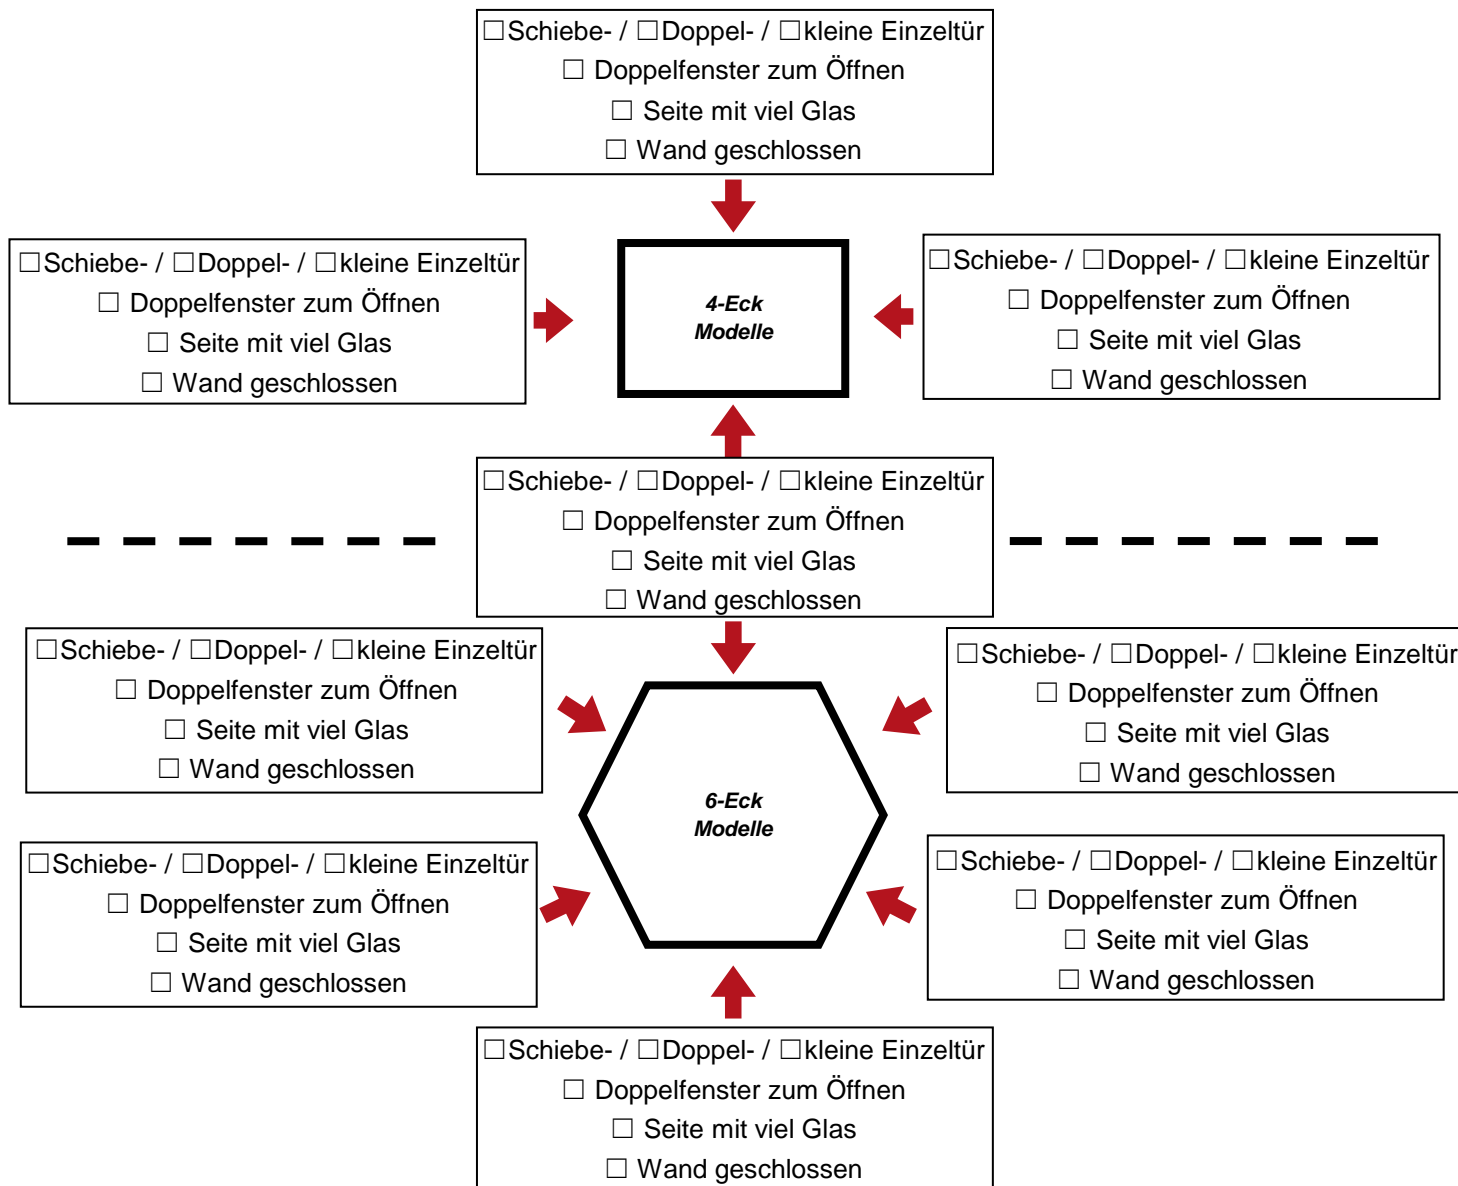 ☐Schiebe- / ☐Doppel- / ☐kleine Einzeltür
☐ Doppelfenster zum Öffnen
☐ Seite mit viel Glas
☐ Wand geschlossen
☐Schiebe- / ☐Doppel- / ☐kleine Einzeltür
☐ Doppelfenster zum Öffnen
☐ Seite mit viel Glas
☐ Wand geschlossen
4-Eck
Modelle
☐Schiebe- / ☐Doppel- / ☐kleine Einzeltür
☐ Doppelfenster zum Öffnen
☐ Seite mit viel Glas
☐ Wand geschlossen
☐Schiebe- / ☐Doppel- / ☐kleine Einzeltür
☐ Doppelfenster zum Öffnen
☐ Seite mit viel Glas
☐ Wand geschlossen
☐Schiebe- / ☐Doppel- / ☐kleine Einzeltür
☐ Doppelfenster zum Öffnen
☐ Seite mit viel Glas
☐ Wand geschlossen
☐Schiebe- / ☐Doppel- / ☐kleine Einzeltür
☐ Doppelfenster zum Öffnen
☐ Seite mit viel Glas
☐ Wand geschlossen
6-Eck
Modelle
☐Schiebe- / ☐Doppel- / ☐kleine Einzeltür
☐ Doppelfenster zum Öffnen
☐ Seite mit viel Glas
☐ Wand geschlossen
☐Schiebe- / ☐Doppel- / ☐kleine Einzeltür
☐ Doppelfenster zum Öffnen
☐ Seite mit viel Glas
☐ Wand geschlossen
☐Schiebe- / ☐Doppel- / ☐kleine Einzeltür
☐ Doppelfenster zum Öffnen
☐ Seite mit viel Glas
☐ Wand geschlossen